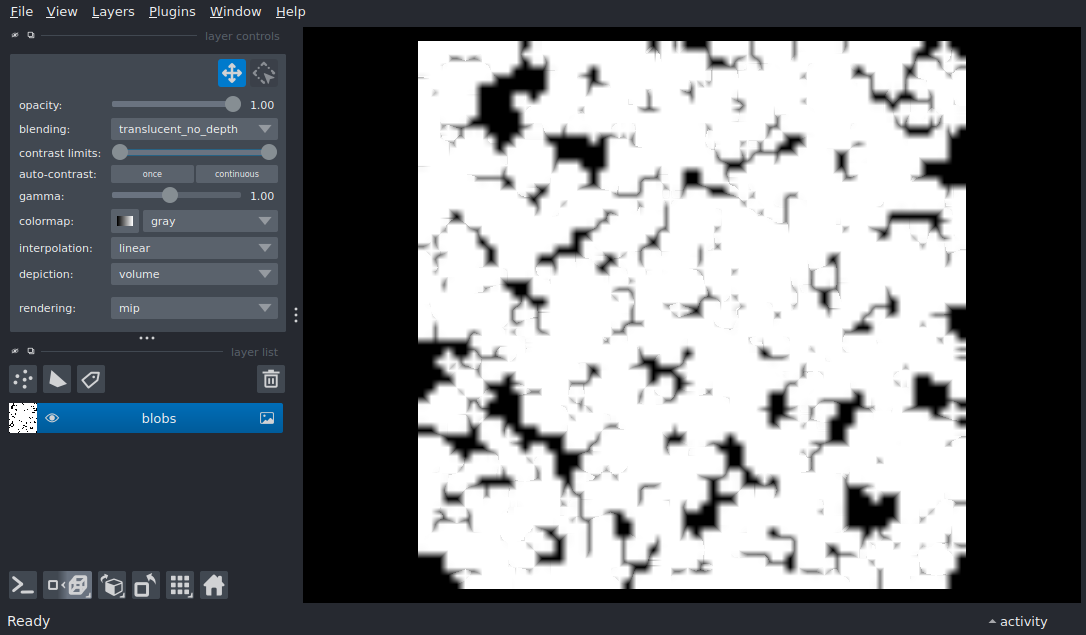 File View Layers Plugins Window Help
layer controls
opacity: 1.00
blending: translucent_no_depth
contrast limits:
auto-contrast: once continuous
gamma: 1.00
colormap: gray
interpolation: linear
depiction: volume
rendering: mip
layer list
blobs
Ready activity